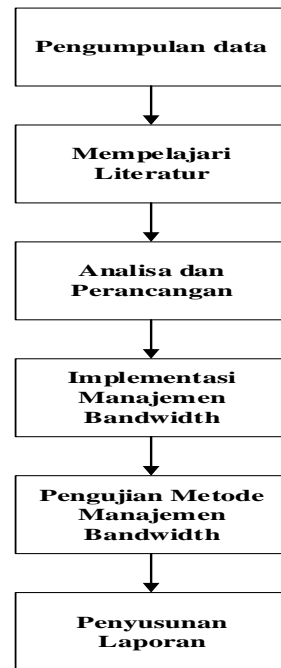 Pengumpulan data
Mempelajari
Literatur
Analisa dan
Perancangan
Implementasi
Manajemen
Bandwidth
Pengujian Metode
Manajemen
Bandwidth
Penyusunan
Laporan